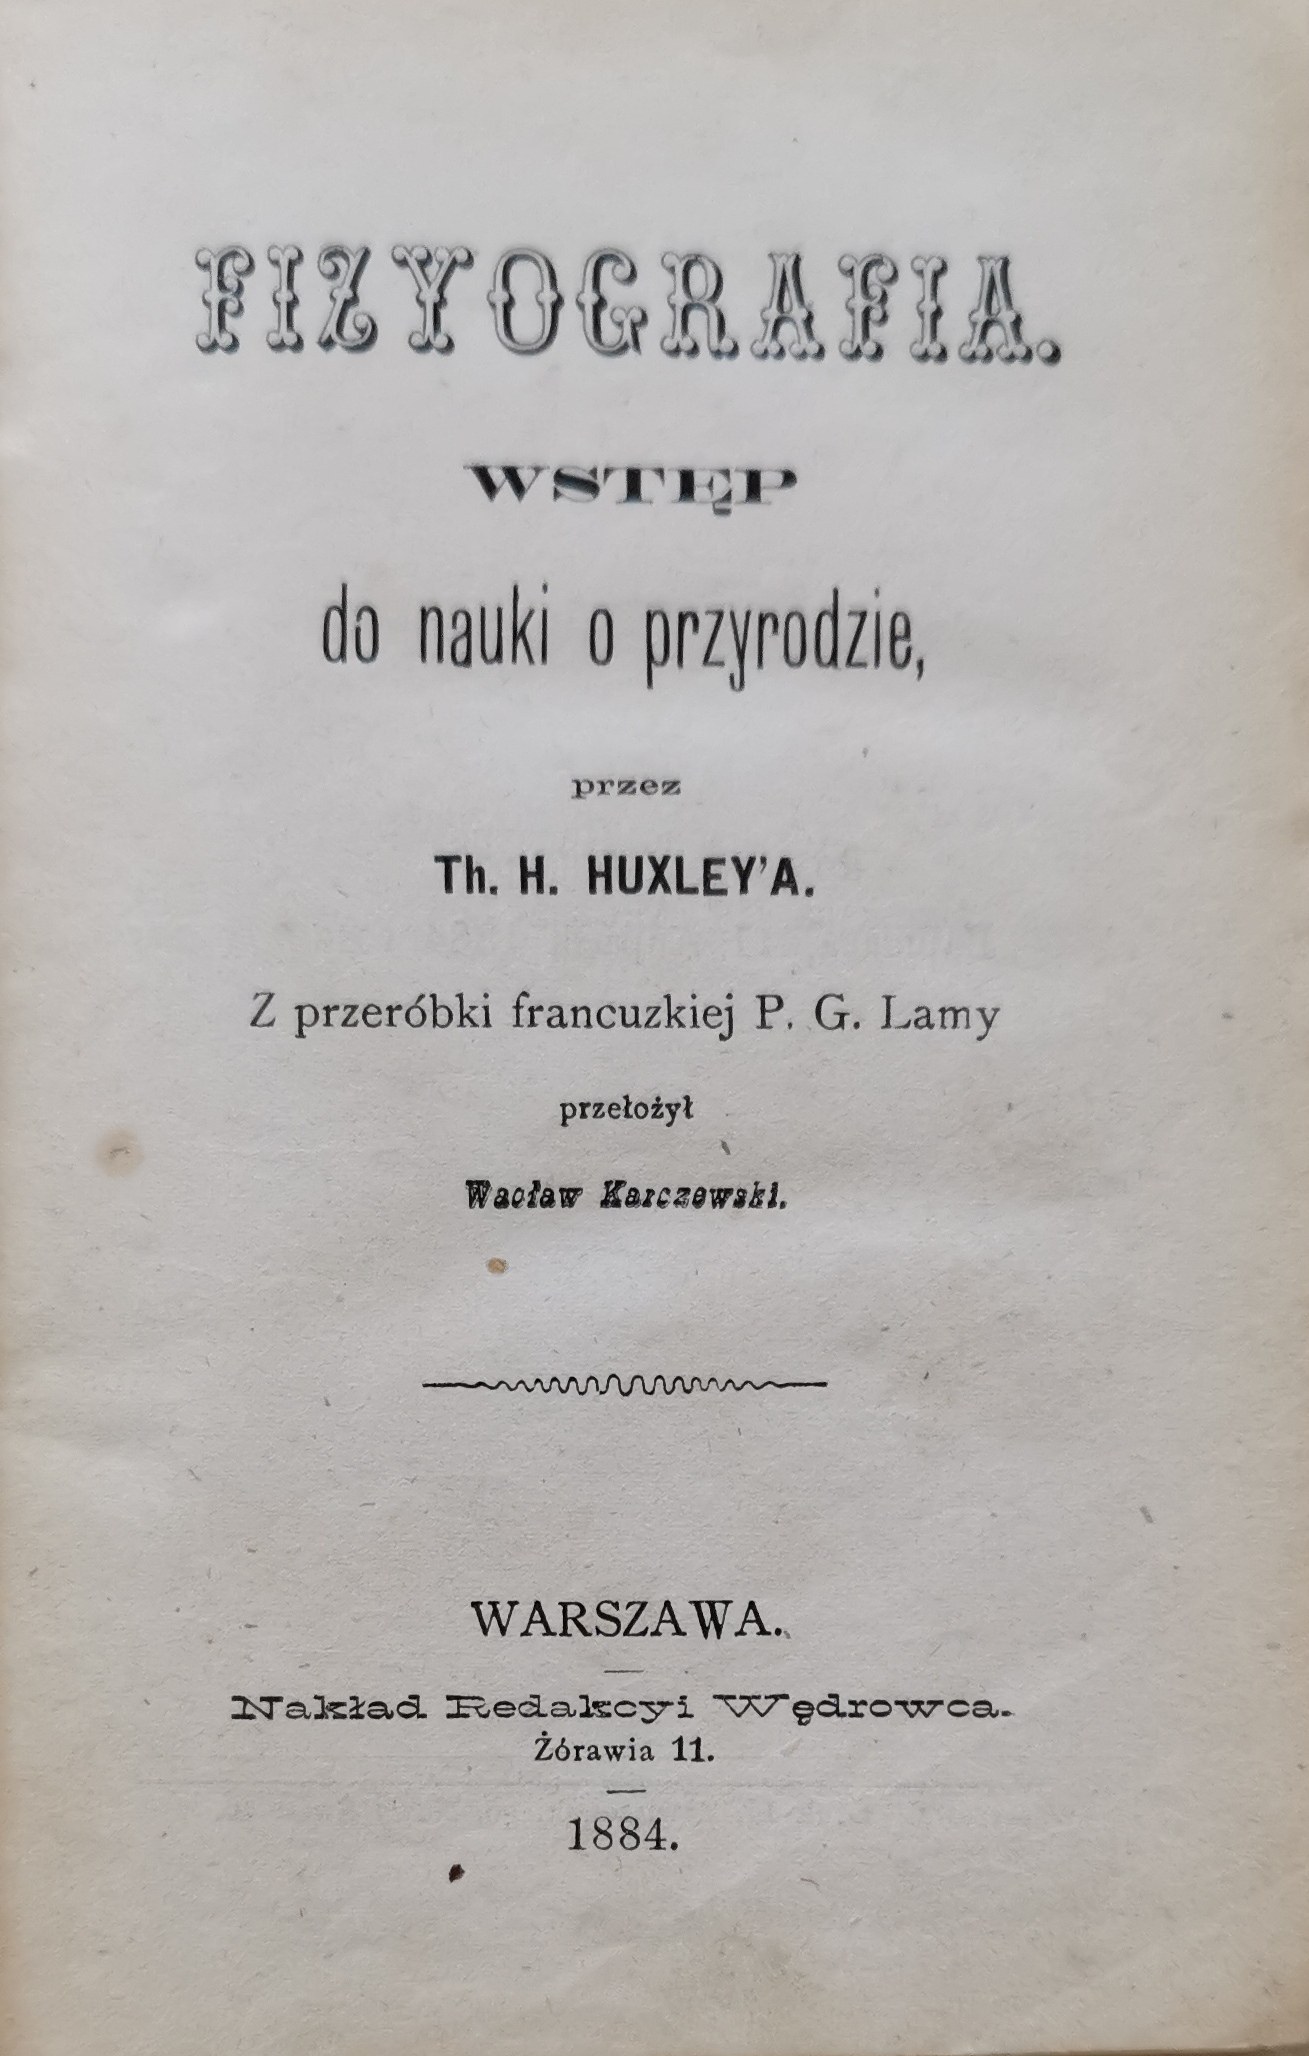 FIZYOGRAFIA.
WSTĘP
do nauki o przyrodzie,
przez
Th. H. HUXLEY'A.
Z przeróbki francuzkiej P. G. Lamy
przełożył
Wacław Karczewski.
WARSZAWA.
Nakład Redakcyi Wędrowca.
Żórawia 11.
1884.